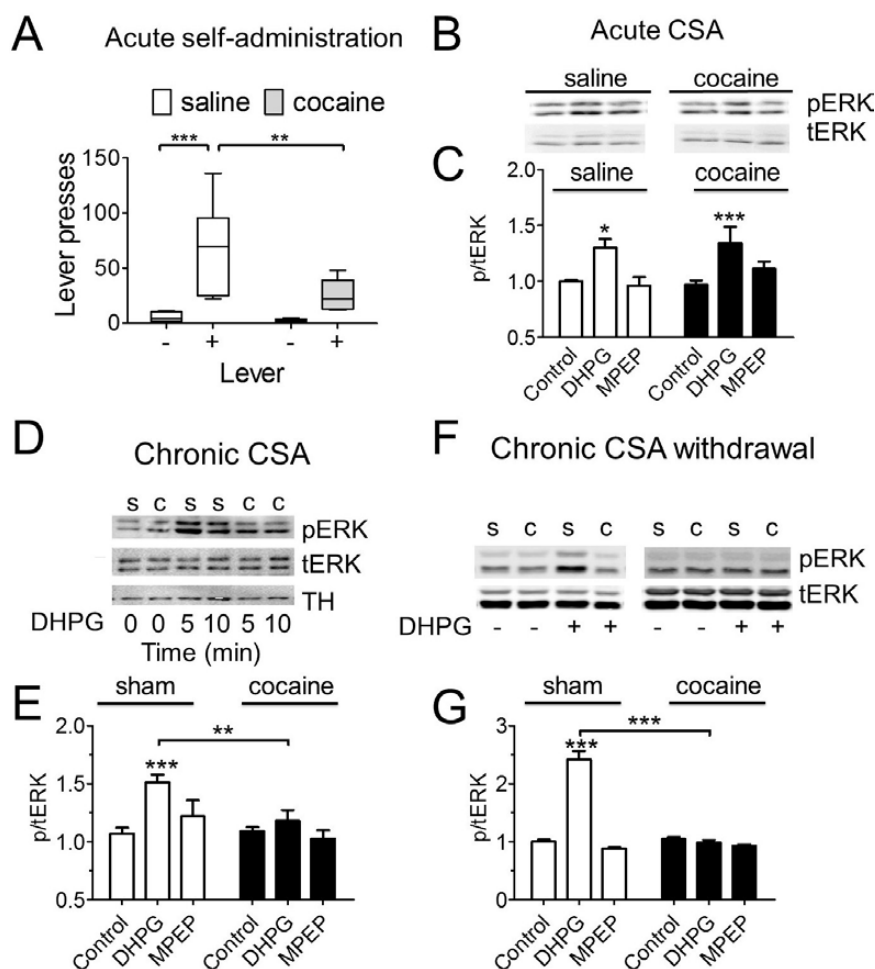 A Acute self-administration
saline cocaine
*** **
Lever presses
150
100
50
0
- + - +
Lever
B Acute CSA
saline cocaine
pERK
tERK
C
saline cocaine
p/tERK
2.0
1.5
1.0
0.5
* ***
Control DHPG MPEP Control DHPG MPEP
D Chronic CSA
s c s s c c
pERK
tERK
TH
DHPG 0 0 5 10 5 10
Time (min)
E
sham cocaine
p/tERK
2.0
1.5
1.0
0.5
*** **
Control DHPG MPEP Control DHPG MPEP
F Chronic CSA withdrawal
s c s c s c s c
pERK
tERK
DHPG - - + + - - + +
G
sham cocaine
p/tERK
3
2
1
0
*** ***
Control DHPG MPEP Control DHPG MPEP